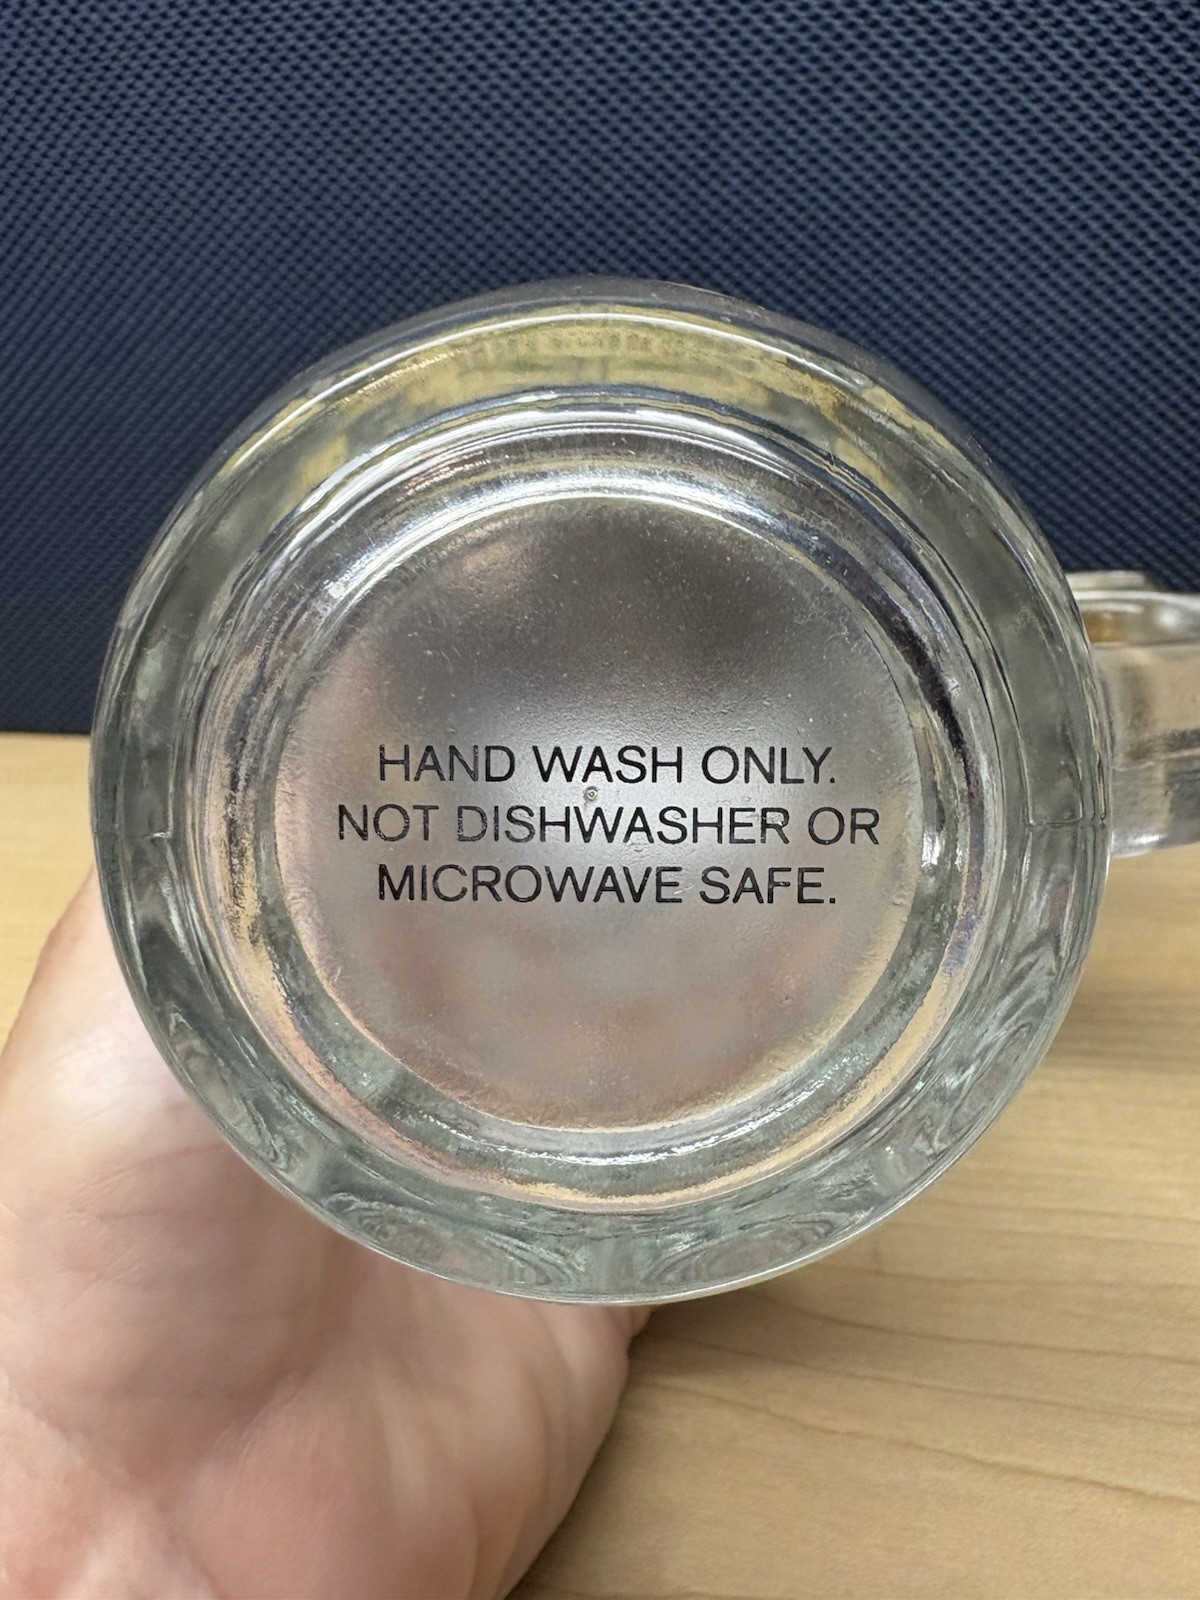 HAND WASH ONLY.
NOT DISHWASHER OR
MICROWAVE SAFE.